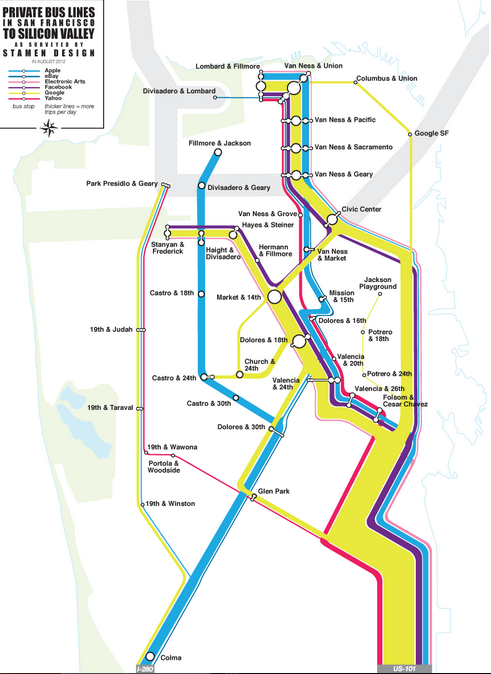 PRIVATE BUS LINES
IN SAN FRANCISCO
TO SILICON VALLEY
AS SURVEYED BY
STAMEN DESIGN
IN AUGUST 2012
Apple
eBay
Electronic Arts
Facebook
Google
Yahoo
bus stop
thicker lines = more
trips per day
Lombard & Fillmore
Van Ness & Union
Columbus & Union
Divisadero & Lombard
Van Ness & Pacific
Google SF
Fillmore & Jackson
Van Ness & Sacramento
Van Ness & Geary
Park Presidio & Geary
Divisadero & Geary
Civic Center
Van Ness & Grove
Hayes & Steiner
Stanyan &
Frederick
Haight &
Divisadero
Hermann
& Fillmore
Van Ness
& Market
Jackson
Playground
Castro & 18th
Market & 14th
Mission
& 15th
Dolores & 16th
19th & Judah
Potrero
& 18th
Dolores & 18th
Valencia
& 20th
Church &
24th
Castro & 24th
Potrero & 24th
Valencia
& 24th
Valencia & 26th
Castro & 30th
Folsom &
Cesar Chavez
19th & Taraval
Dolores & 30th
19th & Wawona
Portola &
Woodside
Glen Park
19th & Winston
Colma
I-280
US-101